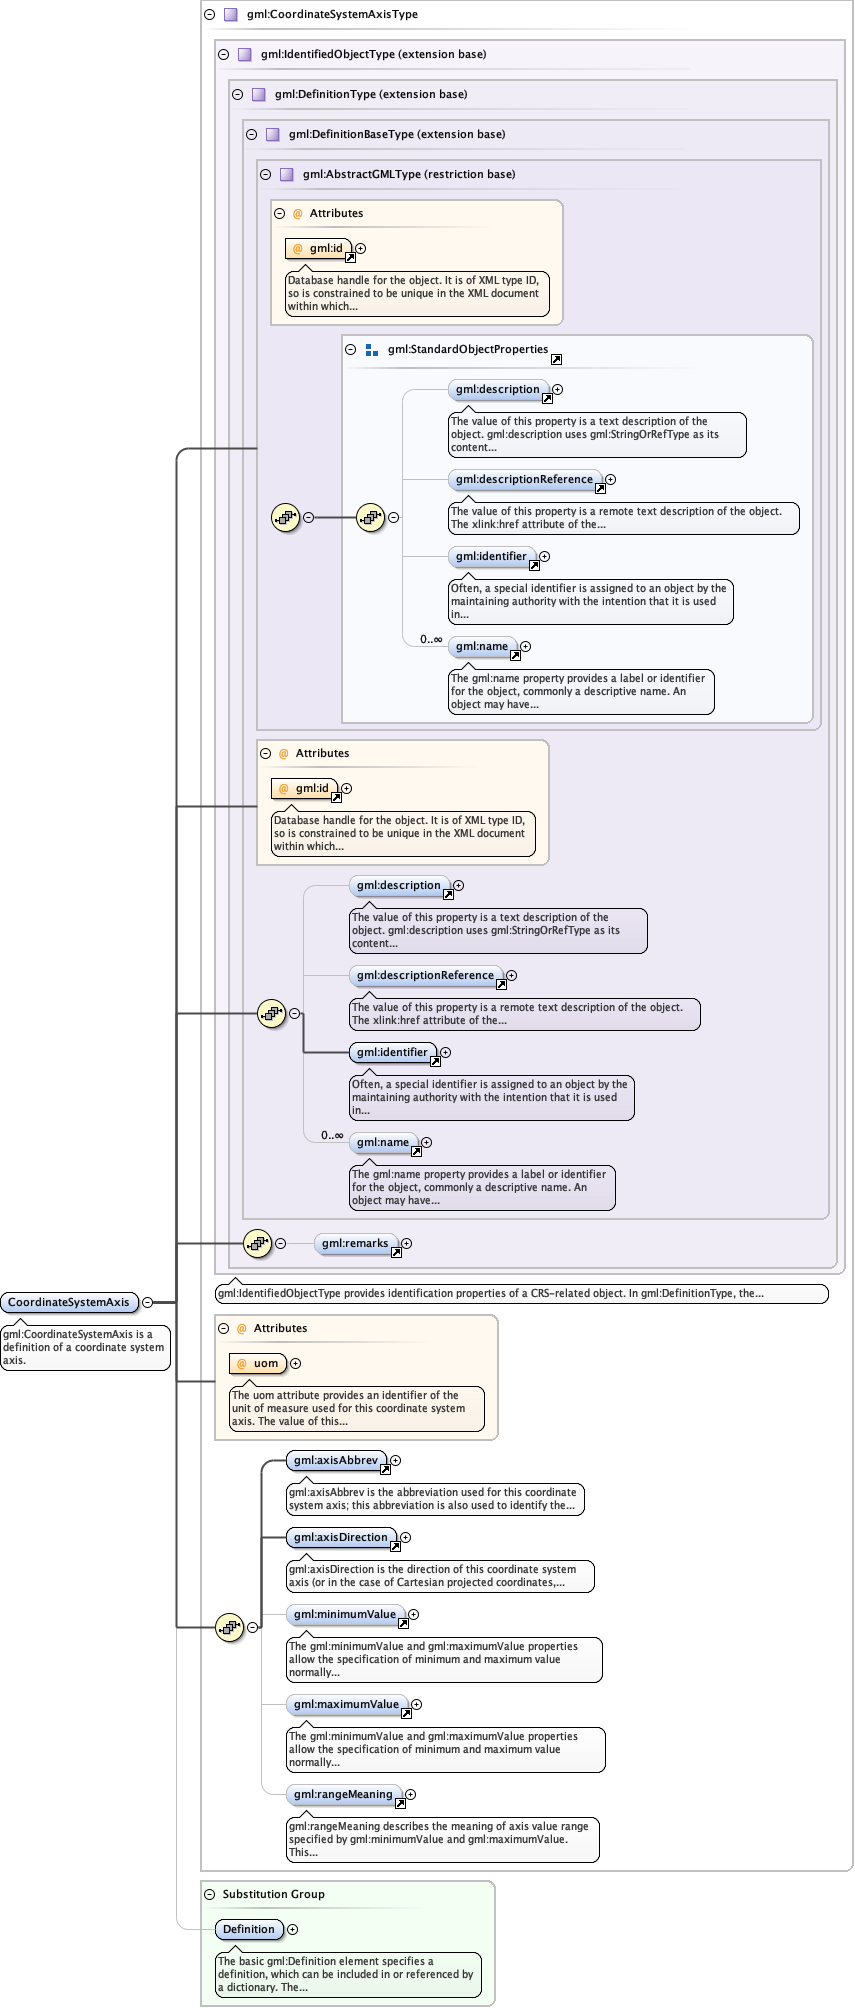 gml:CoordinateSystemAxisType
gml:IdentifiedObjectType (extension base)
gml:DefinitionType (extension base)
gml:DefinitionBaseType (extension base)
gml:AbstractGMLType (restriction base)
@ Attributes
@ gml:id
Database handle for the object. It is of XML type ID,
so is constrained to be unique in the XML document
within which...
gml:StandardObjectProperties
gml:description
The value of this property is a text description of the
object. gml:description uses gml:StringOrRefType as its
content...
gml:descriptionReference
The value of this property is a remote text description of the object.
The xlink:href attribute of the...
gml:identifier
Often, a special identifier is assigned to an object by the
maintaining authority with the intention that it is used
in...
0..∞
gml:name
The gml:name property provides a label or identifier
for the object, commonly a descriptive name. An
object may have...
@ Attributes
@ gml:id
Database handle for the object. It is of XML type ID,
so is constrained to be unique in the XML document
within which...
gml:description
The value of this property is a text description of the
object. gml:description uses gml:StringOrRefType as its
content...
gml:descriptionReference
The value of this property is a remote text description of the object.
The xlink:href attribute of the...
gml:identifier
Often, a special identifier is assigned to an object by the
maintaining authority with the intention that it is used
in...
0..∞
gml:name
The gml:name property provides a label or identifier
for the object, commonly a descriptive name. An
object may have...
gml:remarks
gml:IdentifiedObjectType provides identification properties of a CRS-related object. In gml:DefinitionType, the...
CoordinateSystemAxis
gml:CoordinateSystemAxis is a
definition of a coordinate system
axis.
@ Attributes
@ uom
The uom attribute provides an identifier of the
unit of measure used for this coordinate system
axis. The value of this...
gml:axisAbbrev
gml:axisAbbrev is the abbreviation used for this coordinate
system axis; this abbreviation is also used to identify the...
gml:axisDirection
gml:axisDirection is the direction of this coordinate system
axis (or in the case of Cartesian projected coordinates,...
gml:minimumValue
The gml:minimumValue and gml:maximumValue properties
allow the specification of minimum and maximum value
normally...
gml:maximumValue
The gml:minimumValue and gml:maximumValue properties
allow the specification of minimum and maximum value
normally...
gml:rangeMeaning
gml:rangeMeaning describes the meaning of axis value range
specified by gml:minimumValue and gml:maximumValue.
This...
Substitution Group
Definition
The basic gml:Definition element specifies a
definition, which can be included in or referenced by
a dictionary. The...